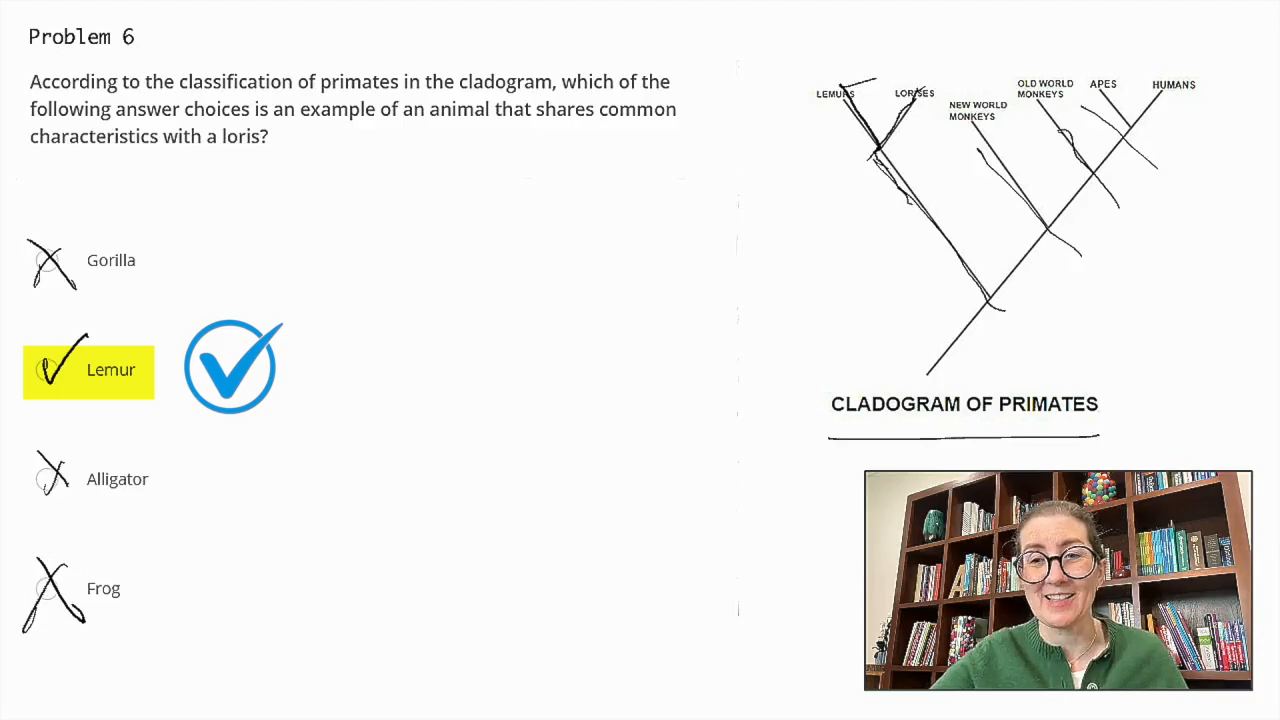 Problem 6
According to the classification of primates in the cladogram, which of the
following answer choices is an example of an animal that shares common
characteristics with a loris?
Gorilla
Lemur
Alligator
Frog
LEMURS
LORISES
NEW WORLD
MONKEYS
OLD WORLD
MONKEYS
APES
HUMANS
CLADOGRAM OF PRIMATES